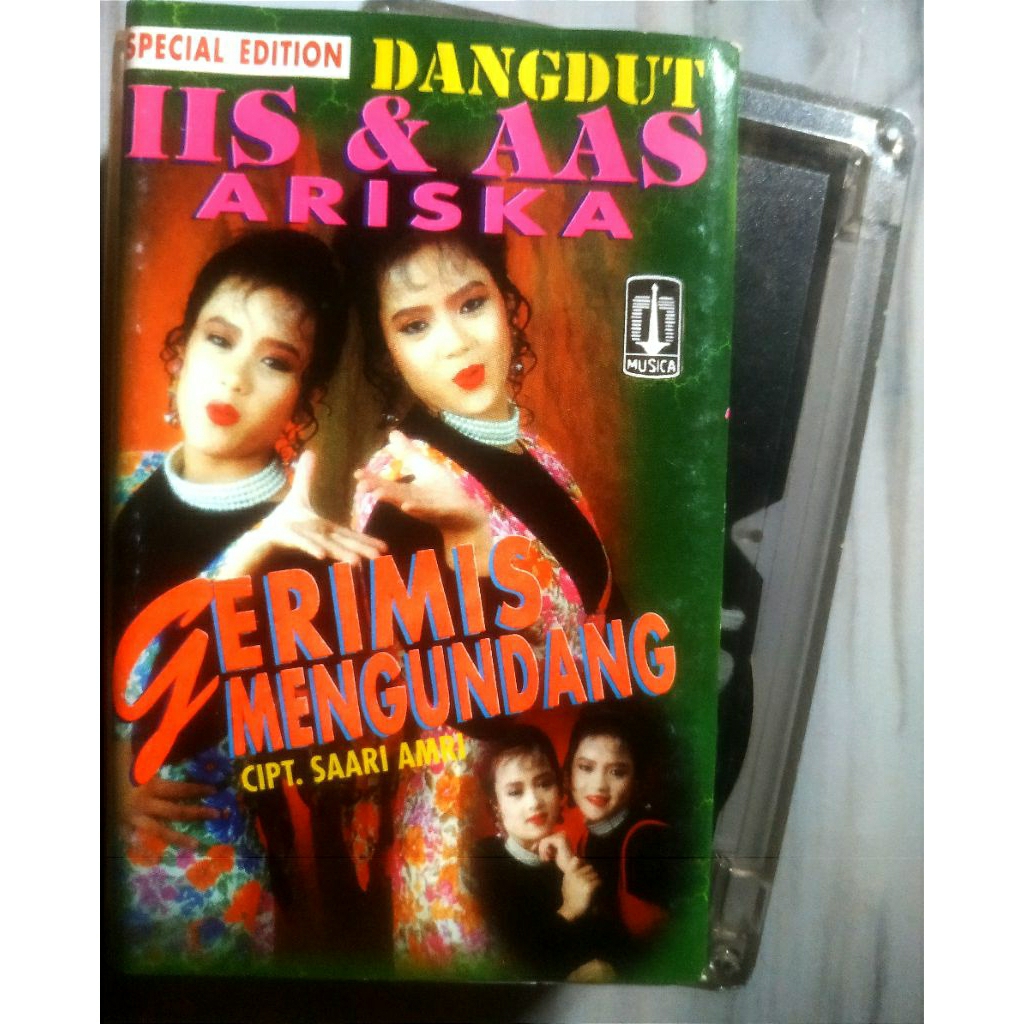 SPECIAL EDITION
DANGDUT
IIS & AAS
ARISKA
MUSICA
GERIMIS
MENGUNDANG
CIPT. SAARI AMRI